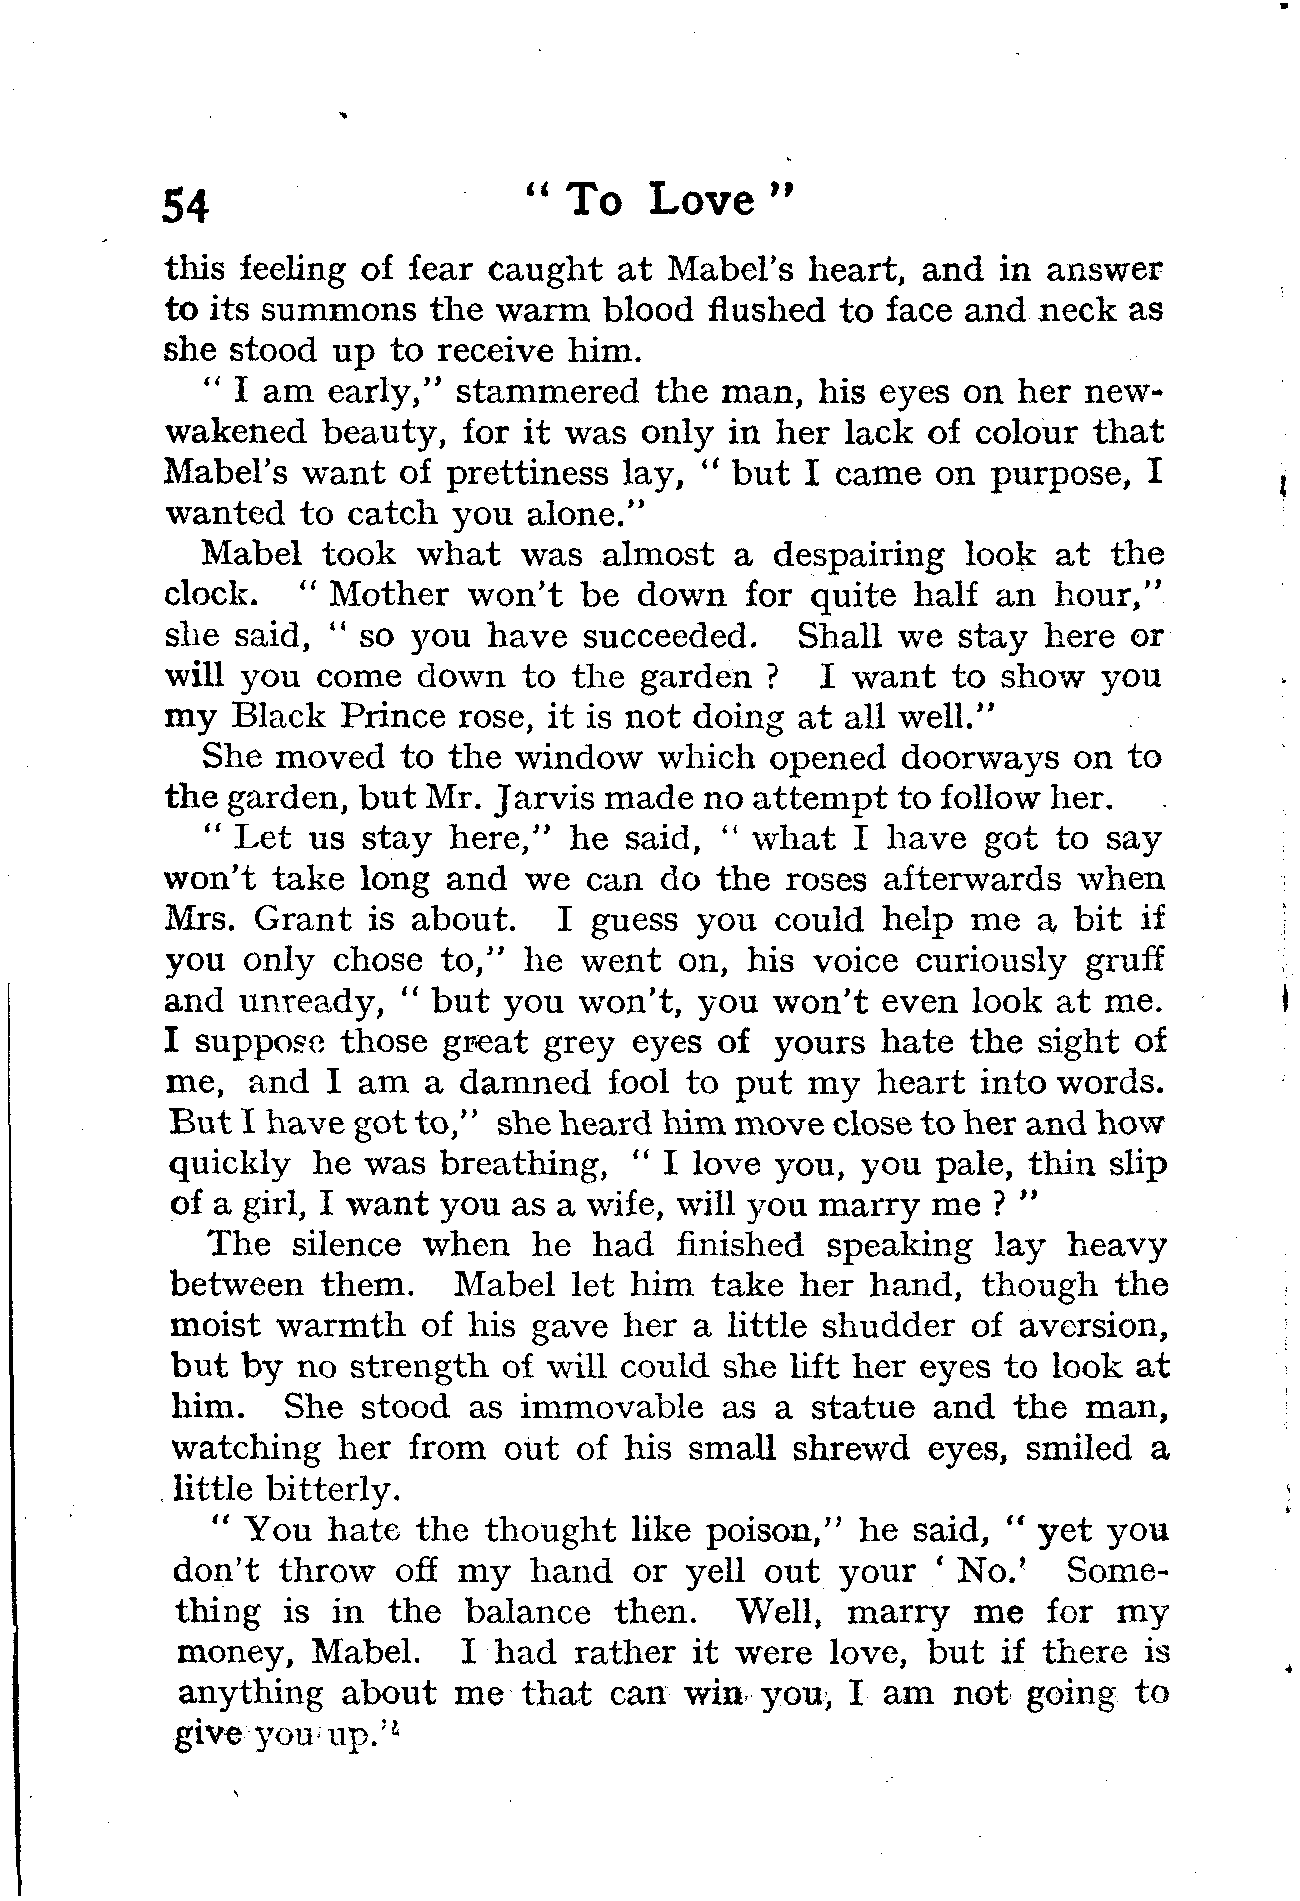 54 " To Love "
this feeling of fear caught at Mabel's heart, and in answer
to its summons the warm blood flushed to face and neck as
she stood up to receive him.
" I am early," stammered the man, his eyes on her new-
wakened beauty, for it was only in her lack of colour that
Mabel's want of prettiness lay, " but I came on purpose, I
wanted to catch you alone."
Mabel took what was almost a despairing look at the
clock. " Mother won't be down for quite half an hour,"
she said, " so you have succeeded. Shall we stay here or
will you come down to the garden ? I want to show you
my Black Prince rose, it is not doing at all well."
She moved to the window which opened doorways on to
the garden, but Mr. Jarvis made no attempt to follow her.
" Let us stay here," he said, " what I have got to say
won't take long and we can do the roses afterwards when
Mrs. Grant is about. I guess you could help me a bit if
you only chose to," he went on, his voice curiously gruff
and unready, " but you won't, you won't even look at me.
I suppose those great grey eyes of yours hate the sight of
me, and I am a damned fool to put my heart into words.
But I have got to," she heard him move close to her and how
quickly he was breathing, " I love you, you pale, thin slip
of a girl, I want you as a wife, will you marry me ? "
The silence when he had finished speaking lay heavy
between them. Mabel let him take her hand, though the
moist warmth of his gave her a little shudder of aversion,
but by no strength of will could she lift her eyes to look at
him. She stood as immovable as a statue and the man,
watching her from out of his small shrewd eyes, smiled a
little bitterly.
" You hate the thought like poison," he said, " yet you
don't throw off my hand or yell out your ' No.' Some-
thing is in the balance then. Well, marry me for my
money, Mabel. I had rather it were love, but if there is
anything about me that can win you, I am not going to
give you up."